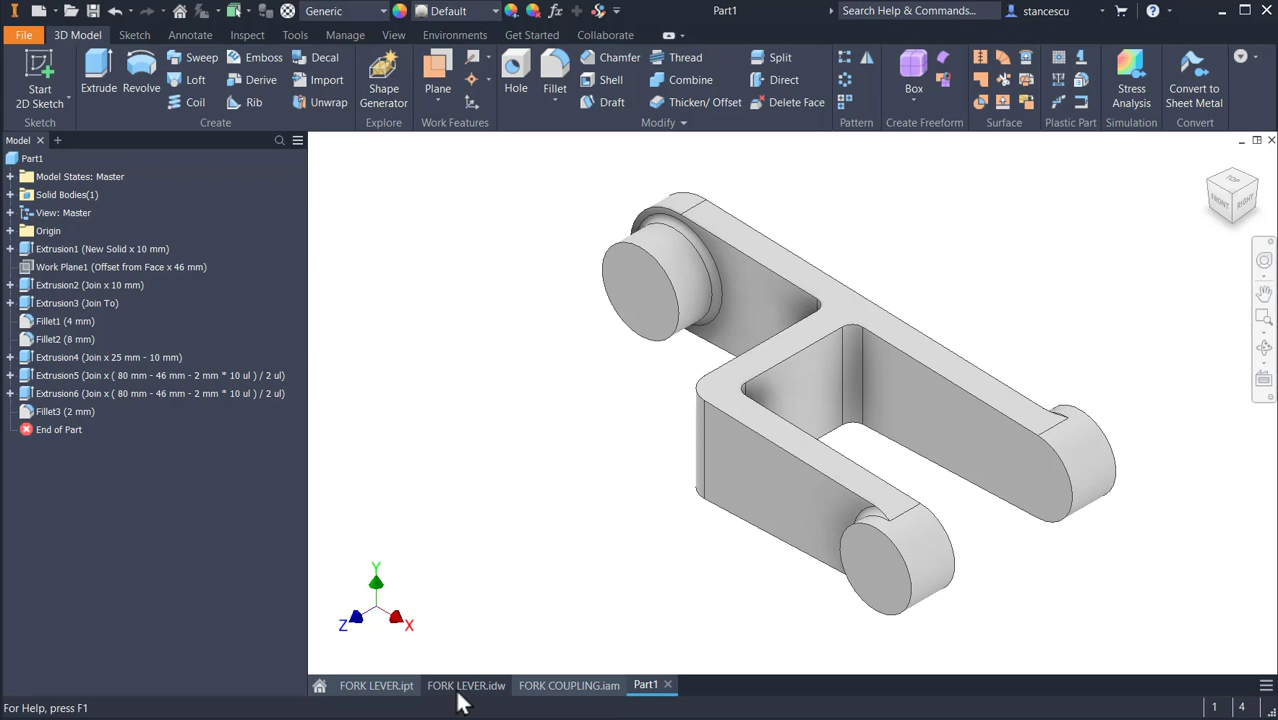 Generic
Default
fx
Part1
Search Help & Commands...
stancescu
File
3D Model
Sketch
Annotate
Inspect
Tools
Manage
View
Environments
Get Started
Collaborate
Start
2D Sketch
Extrude
Revolve
Sweep
Loft
Coil
Emboss
Derive
Rib
Decal
Import
Unwrap
Shape
Generator
Plane
Hole
Fillet
Chamfer
Shell
Draft
Thread
Combine
Thicken/ Offset
Split
Direct
Delete Face
Box
Stress
Analysis
Convert to
Sheet Metal
Sketch
Create
Explore
Work Features
Modify
Pattern
Create Freeform
Surface
Plastic Part
Simulation
Convert
Model
Part1
Model States: Master
Solid Bodies(1)
View: Master
Origin
Extrusion1 (New Solid x 10 mm)
Work Plane1 (Offset from Face x 46 mm)
Extrusion2 (Join x 10 mm)
Extrusion3 (Join To)
Fillet1 (4 mm)
Fillet2 (8 mm)
Extrusion4 (Join x 25 mm - 10 mm)
Extrusion5 (Join x ( 80 mm - 46 mm - 2 mm * 10 ul ) / 2 ul)
Extrusion6 (Join x ( 80 mm - 46 mm - 2 mm * 10 ul ) / 2 ul)
Fillet3 (2 mm)
End of Part
TOP
FRONT
RIGHT
Y
Z
X
FORK LEVER.ipt
FORK LEVER.idw
FORK COUPLING.iam
Part1
For Help, press F1
1
4